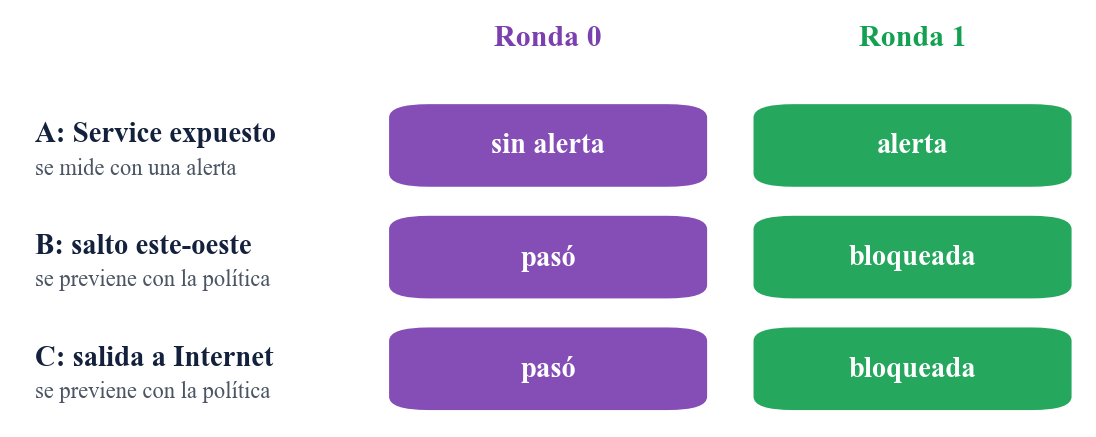 Ronda 0
Ronda 1
A: Service expuesto
se mide con una alerta
sin alerta
alerta
B: salto este-oeste
se previene con la política
pasó
bloqueada
C: salida a Internet
se previene con la política
pasó
bloqueada